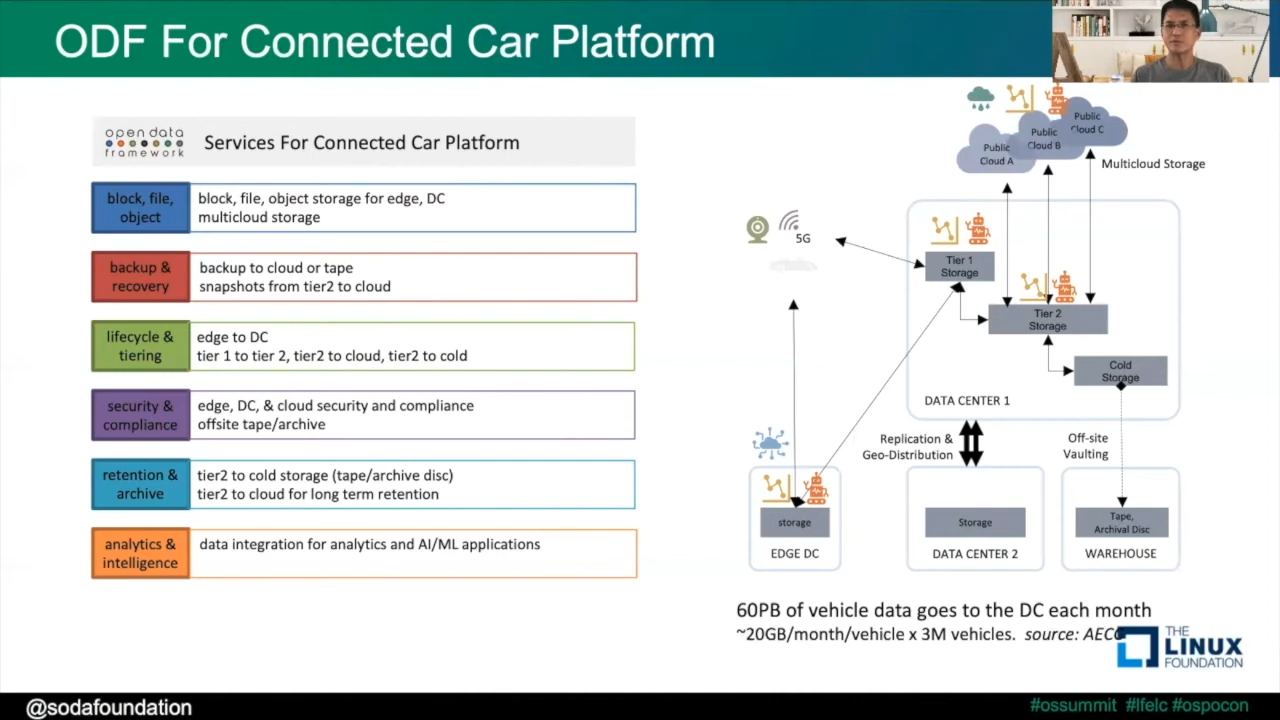 ODF For Connected Car Platform
open data
framework
Services For Connected Car Platform
block, file,
object
block, file, object storage for edge, DC
multicloud storage
backup &
recovery
backup to cloud or tape
snapshots from tier2 to cloud
lifecycle &
tiering
edge to DC
tier 1 to tier 2, tier2 to cloud, tier2 to cold
security &
compliance
edge, DC, & cloud security and compliance
offsite tape/archive
retention &
archive
tier2 to cold storage (tape/archive disc)
tier2 to cloud for long term retention
analytics &
intelligence
data integration for analytics and AI/ML applications
Public
Cloud A
Public
Cloud B
Public
Cloud C
Multicloud Storage
5G
Tier 1
Storage
Tier 2
Storage
Cold
Storage
DATA CENTER 1
Replication &
Geo-Distribution
Off-site
Vaulting
storage
EDGE DC
Storage
DATA CENTER 2
Tape,
Archival Disc
WAREHOUSE
60PB of vehicle data goes to the DC each month
~20GB/month/vehicle x 3M vehicles. source: AECC
THE
LINUX
FOUNDATION
@sodafoundation
#ossummit #lfelc #ospocon